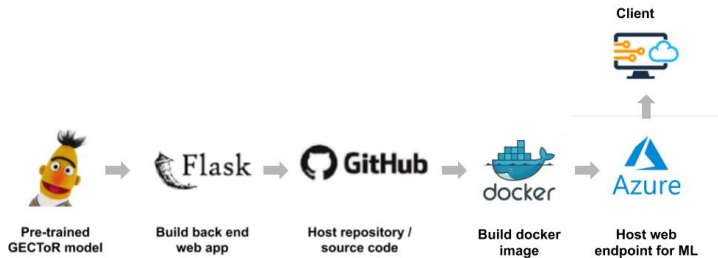 Client
Flask
GitHub
docker
Azure
Pre-trained
GECToR model
Build back end
web app
Host repository /
source code
Build docker
image
Host web
endpoint for ML